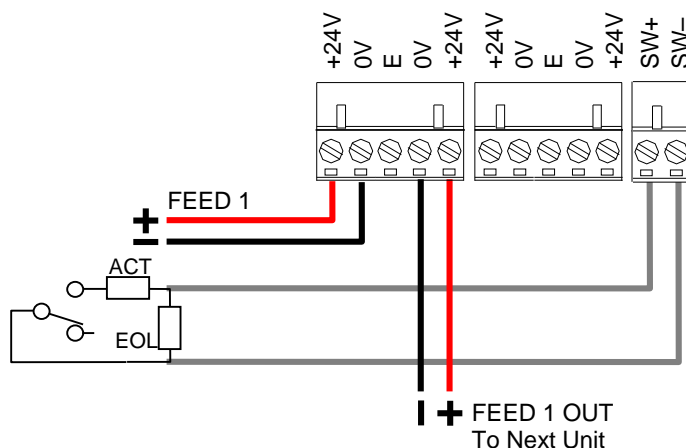 +24V 0V E 0V +24V +24V 0V E 0V +24V SW+ SW–
FEED 1
+
–
ACT
EOL
– +
FEED 1 OUT
To Next Unit